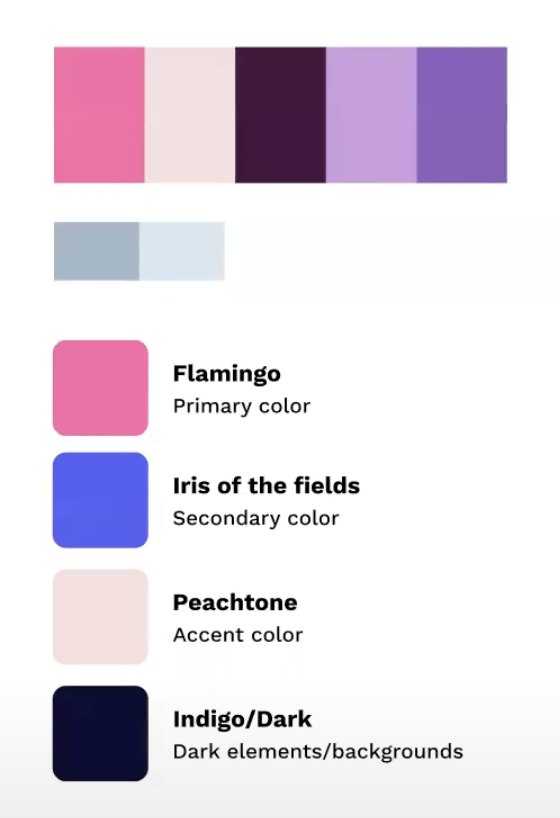 Flamingo
Primary color
Iris of the fields
Secondary color
Peachtone
Accent color
Indigo/Dark
Dark elements/backgrounds